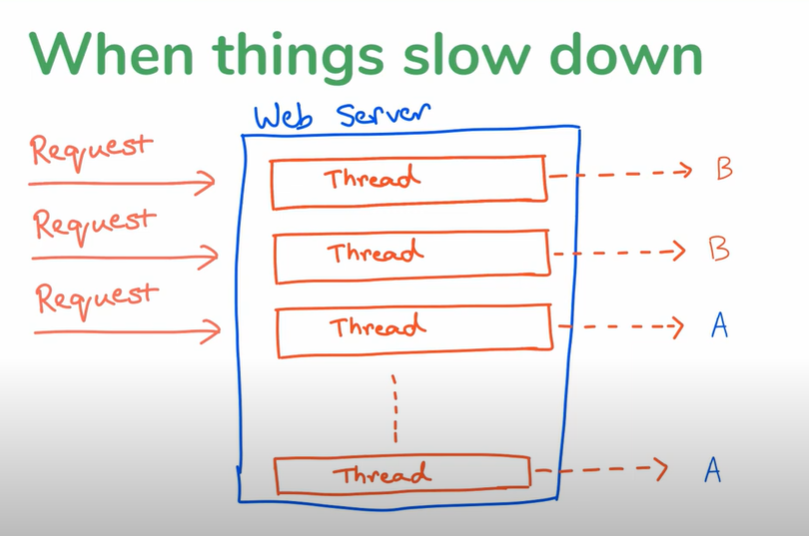 When things slow down
Web Server
Request
Thread
B
Request
Thread
B
Request
Thread
A
Thread
A